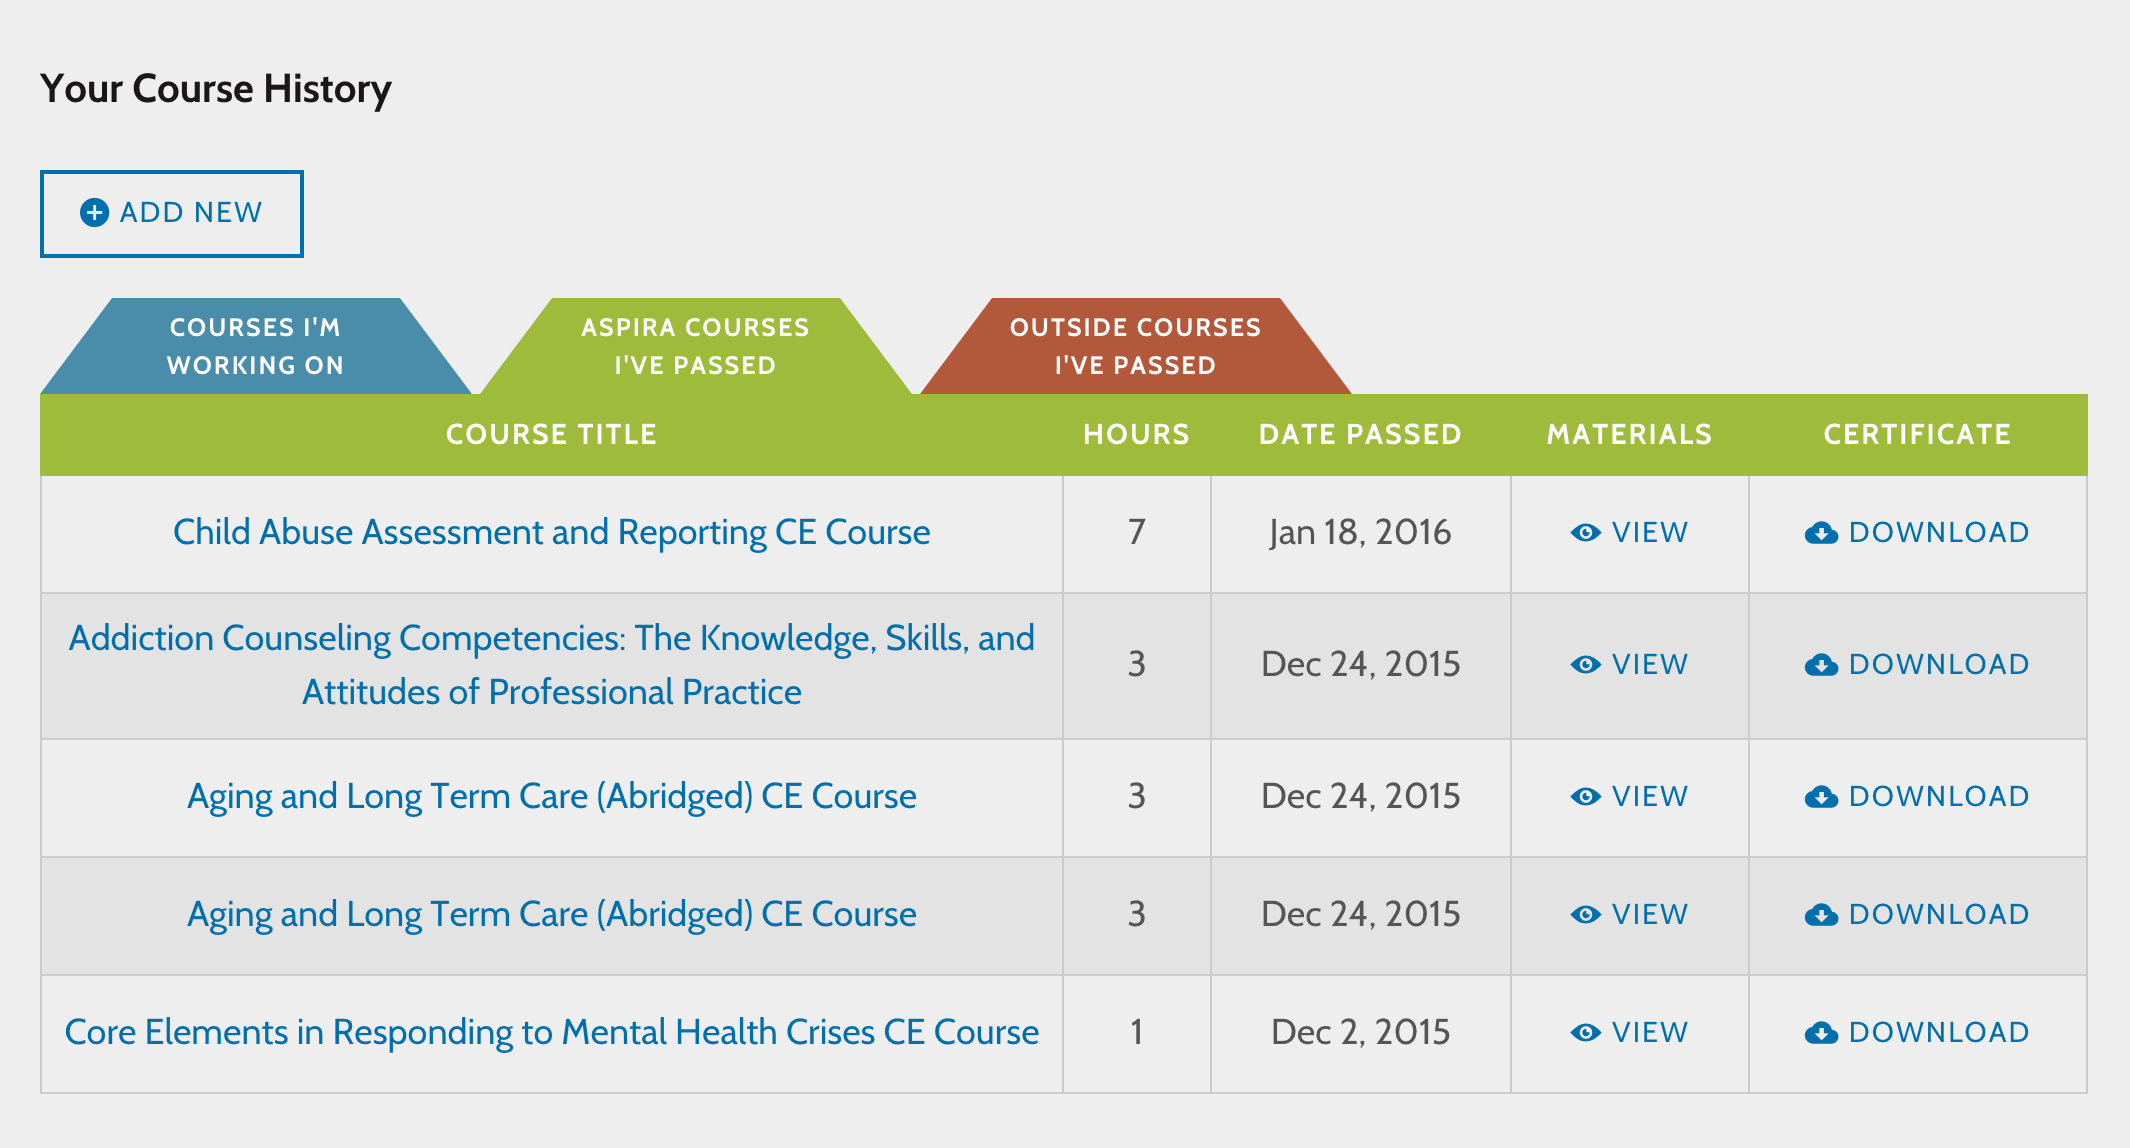 Your Course History
ADD NEW
COURSES I'M
WORKING ON
ASPIRA COURSES
I'VE PASSED
OUTSIDE COURSES
I'VE PASSED
COURSE TITLE HOURS DATE PASSED MATERIALS CERTIFICATE
Child Abuse Assessment and Reporting CE Course 7 Jan 18, 2016 VIEW DOWNLOAD
Addiction Counseling Competencies: The Knowledge, Skills, and
Attitudes of Professional Practice 3 Dec 24, 2015 VIEW DOWNLOAD
Aging and Long Term Care (Abridged) CE Course 3 Dec 24, 2015 VIEW DOWNLOAD
Aging and Long Term Care (Abridged) CE Course 3 Dec 24, 2015 VIEW DOWNLOAD
Core Elements in Responding to Mental Health Crises CE Course 1 Dec 2, 2015 VIEW DOWNLOAD